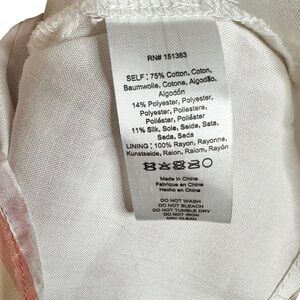 RN# 151363
SELF: 75% Cotton, Coton,
Baumwolle, Cotone, Algodão,
Algodón
14% Polyester, Polyester,
Polyester, Poliestere,
Poliéster, Poliéster
11% Silk, Soie, Seide, Seta,
Seda, Seda
LINING: 100% Rayon, Rayonne,
Kunstseide, Raion, Raiom, Rayon
Made in China
Fabriqué en Chine
Hecho en China
DO NOT WASH
DO NOT BLEACH
DO NOT TUMBLE DRY
DO NOT IRON
DRY CLEAN